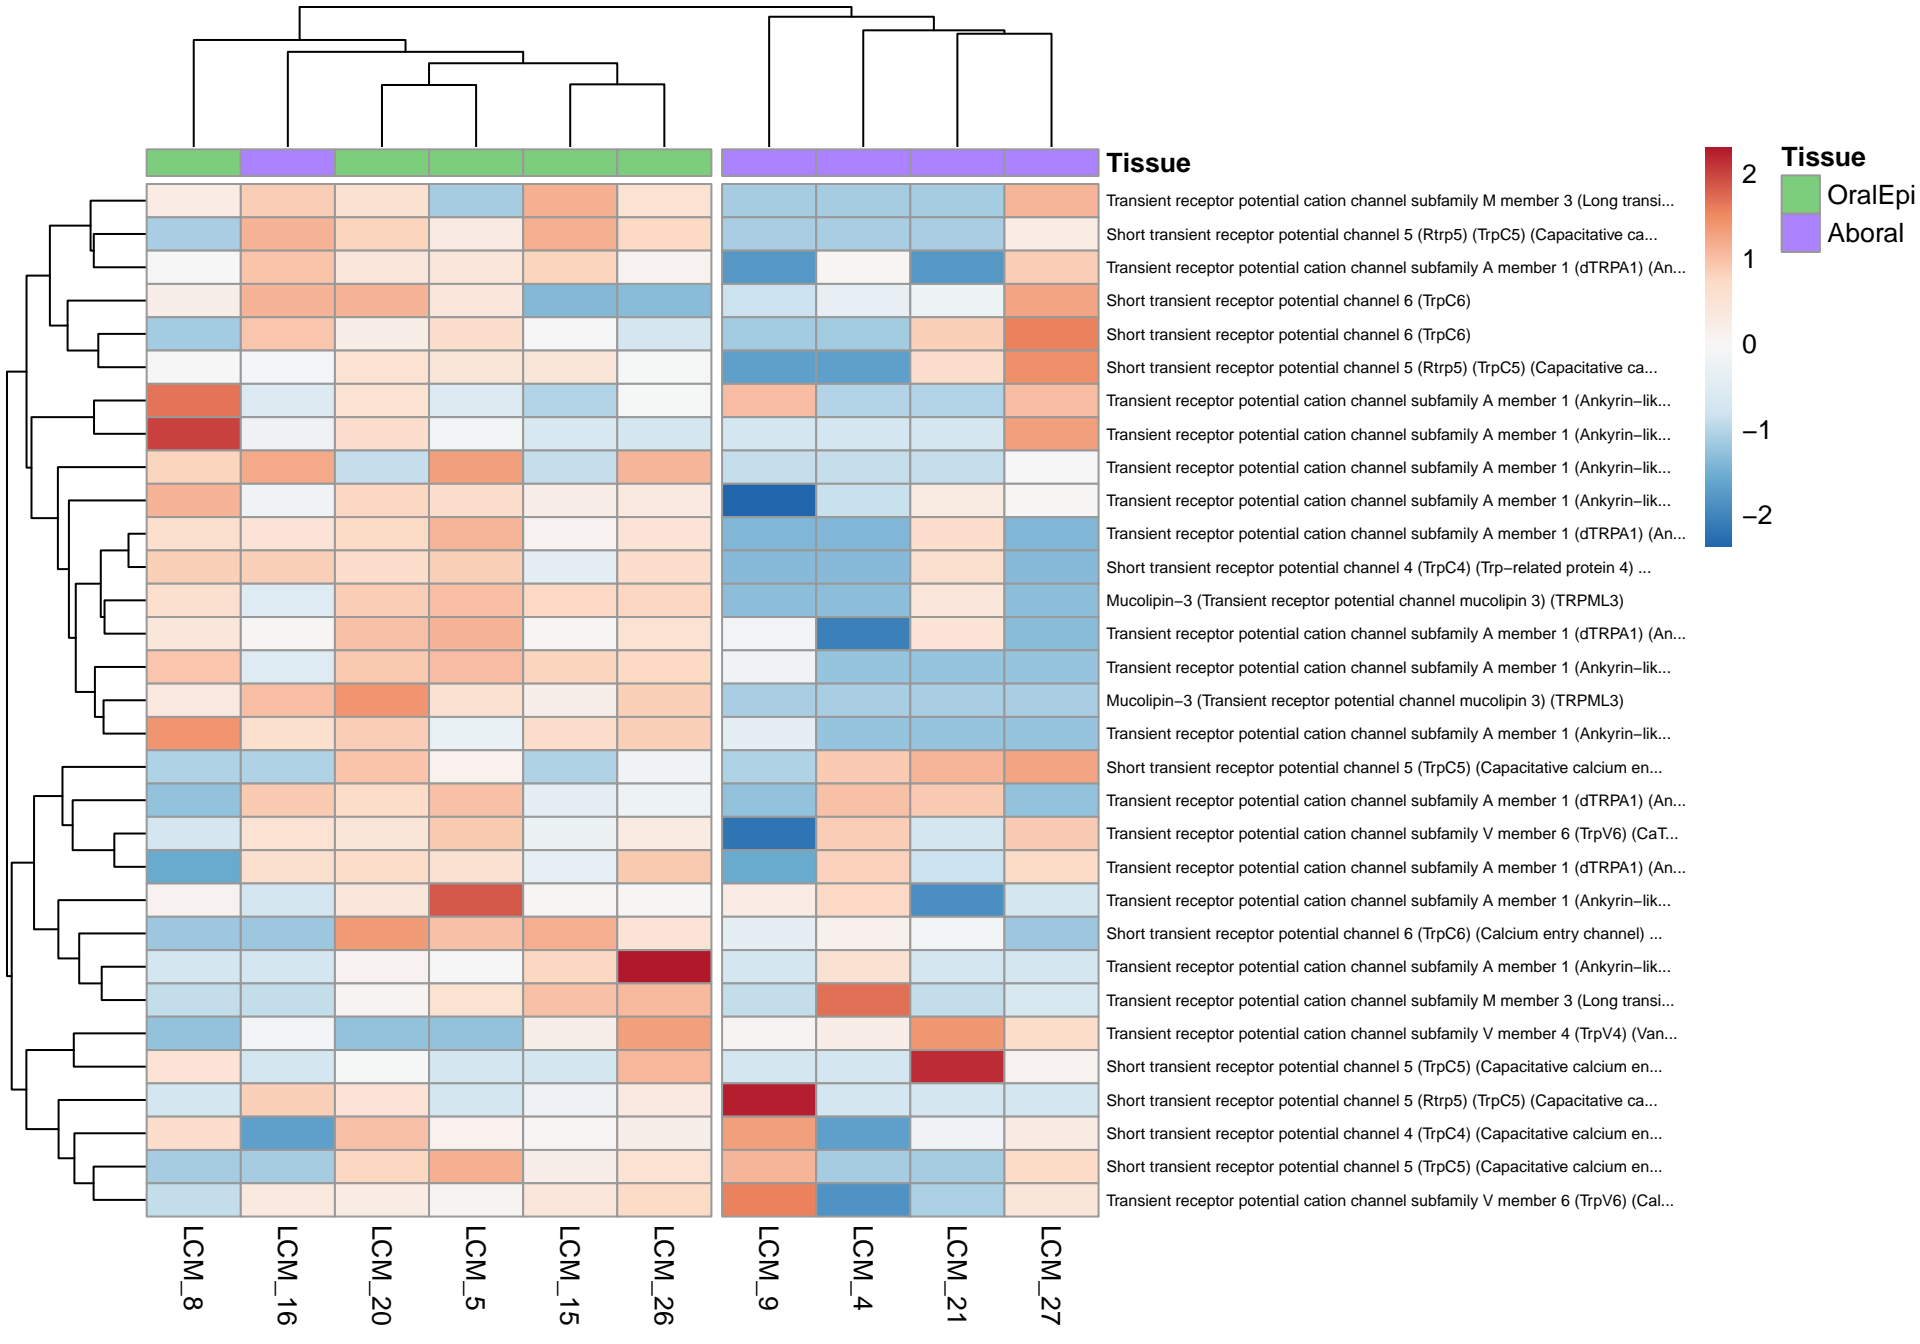 Tissue
Transient receptor potential cation channel subfamily M member 3 (Long transi...
Short transient receptor potential channel 5 (Rtrp5) (TrpC5) (Capacitative ca...
Transient receptor potential cation channel subfamily A member 1 (dTRPA1) (An...
Short transient receptor potential channel 6 (TrpC6)
Short transient receptor potential channel 6 (TrpC6)
Short transient receptor potential channel 5 (Rtrp5) (TrpC5) (Capacitative ca...
Transient receptor potential cation channel subfamily A member 1 (Ankyrin−lik...
Transient receptor potential cation channel subfamily A member 1 (Ankyrin−lik...
Transient receptor potential cation channel subfamily A member 1 (Ankyrin−lik...
Transient receptor potential cation channel subfamily A member 1 (Ankyrin−lik...
Transient receptor potential cation channel subfamily A member 1 (dTRPA1) (An...
Short transient receptor potential channel 4 (TrpC4) (Trp−related protein 4) ...
Mucolipin−3 (Transient receptor potential channel mucolipin 3) (TRPML3)
Transient receptor potential cation channel subfamily A member 1 (dTRPA1) (An...
Transient receptor potential cation channel subfamily A member 1 (Ankyrin−lik...
Mucolipin−3 (Transient receptor potential channel mucolipin 3) (TRPML3)
Transient receptor potential cation channel subfamily A member 1 (Ankyrin−lik...
Short transient receptor potential channel 5 (TrpC5) (Capacitative calcium en...
Transient receptor potential cation channel subfamily A member 1 (dTRPA1) (An...
Transient receptor potential cation channel subfamily V member 6 (TrpV6) (CaT...
Transient receptor potential cation channel subfamily A member 1 (dTRPA1) (An...
Transient receptor potential cation channel subfamily A member 1 (Ankyrin−lik...
Short transient receptor potential channel 6 (TrpC6) (Calcium entry channel) ...
Transient receptor potential cation channel subfamily A member 1 (Ankyrin−lik...
Transient receptor potential cation channel subfamily M member 3 (Long transi...
Transient receptor potential cation channel subfamily V member 4 (TrpV4) (Van...
Short transient receptor potential channel 5 (TrpC5) (Capacitative calcium en...
Short transient receptor potential channel 5 (Rtrp5) (TrpC5) (Capacitative ca...
Short transient receptor potential channel 4 (TrpC4) (Capacitative calcium en...
Short transient receptor potential channel 5 (TrpC5) (Capacitative calcium en...
Transient receptor potential cation channel subfamily V member 6 (TrpV6) (Cal...
LCM_8
LCM_16
LCM_20
LCM_5
LCM_15
LCM_26
LCM_9
LCM_4
LCM_21
LCM_27
2
1
0
−1
−2
Tissue
OralEpi
Aboral